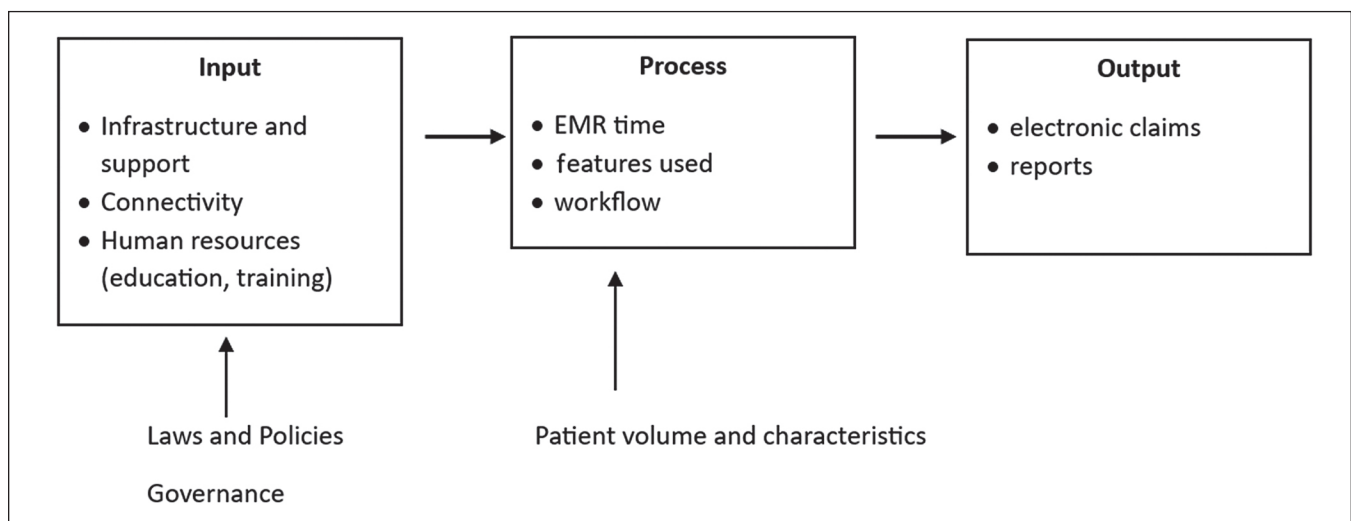 Input
• Infrastructure and
support
• Connectivity
• Human resources
(education, training)
Process
• EMR time
• features used
• workflow
Output
• electronic claims
• reports
Laws and Policies
Governance
Patient volume and characteristics